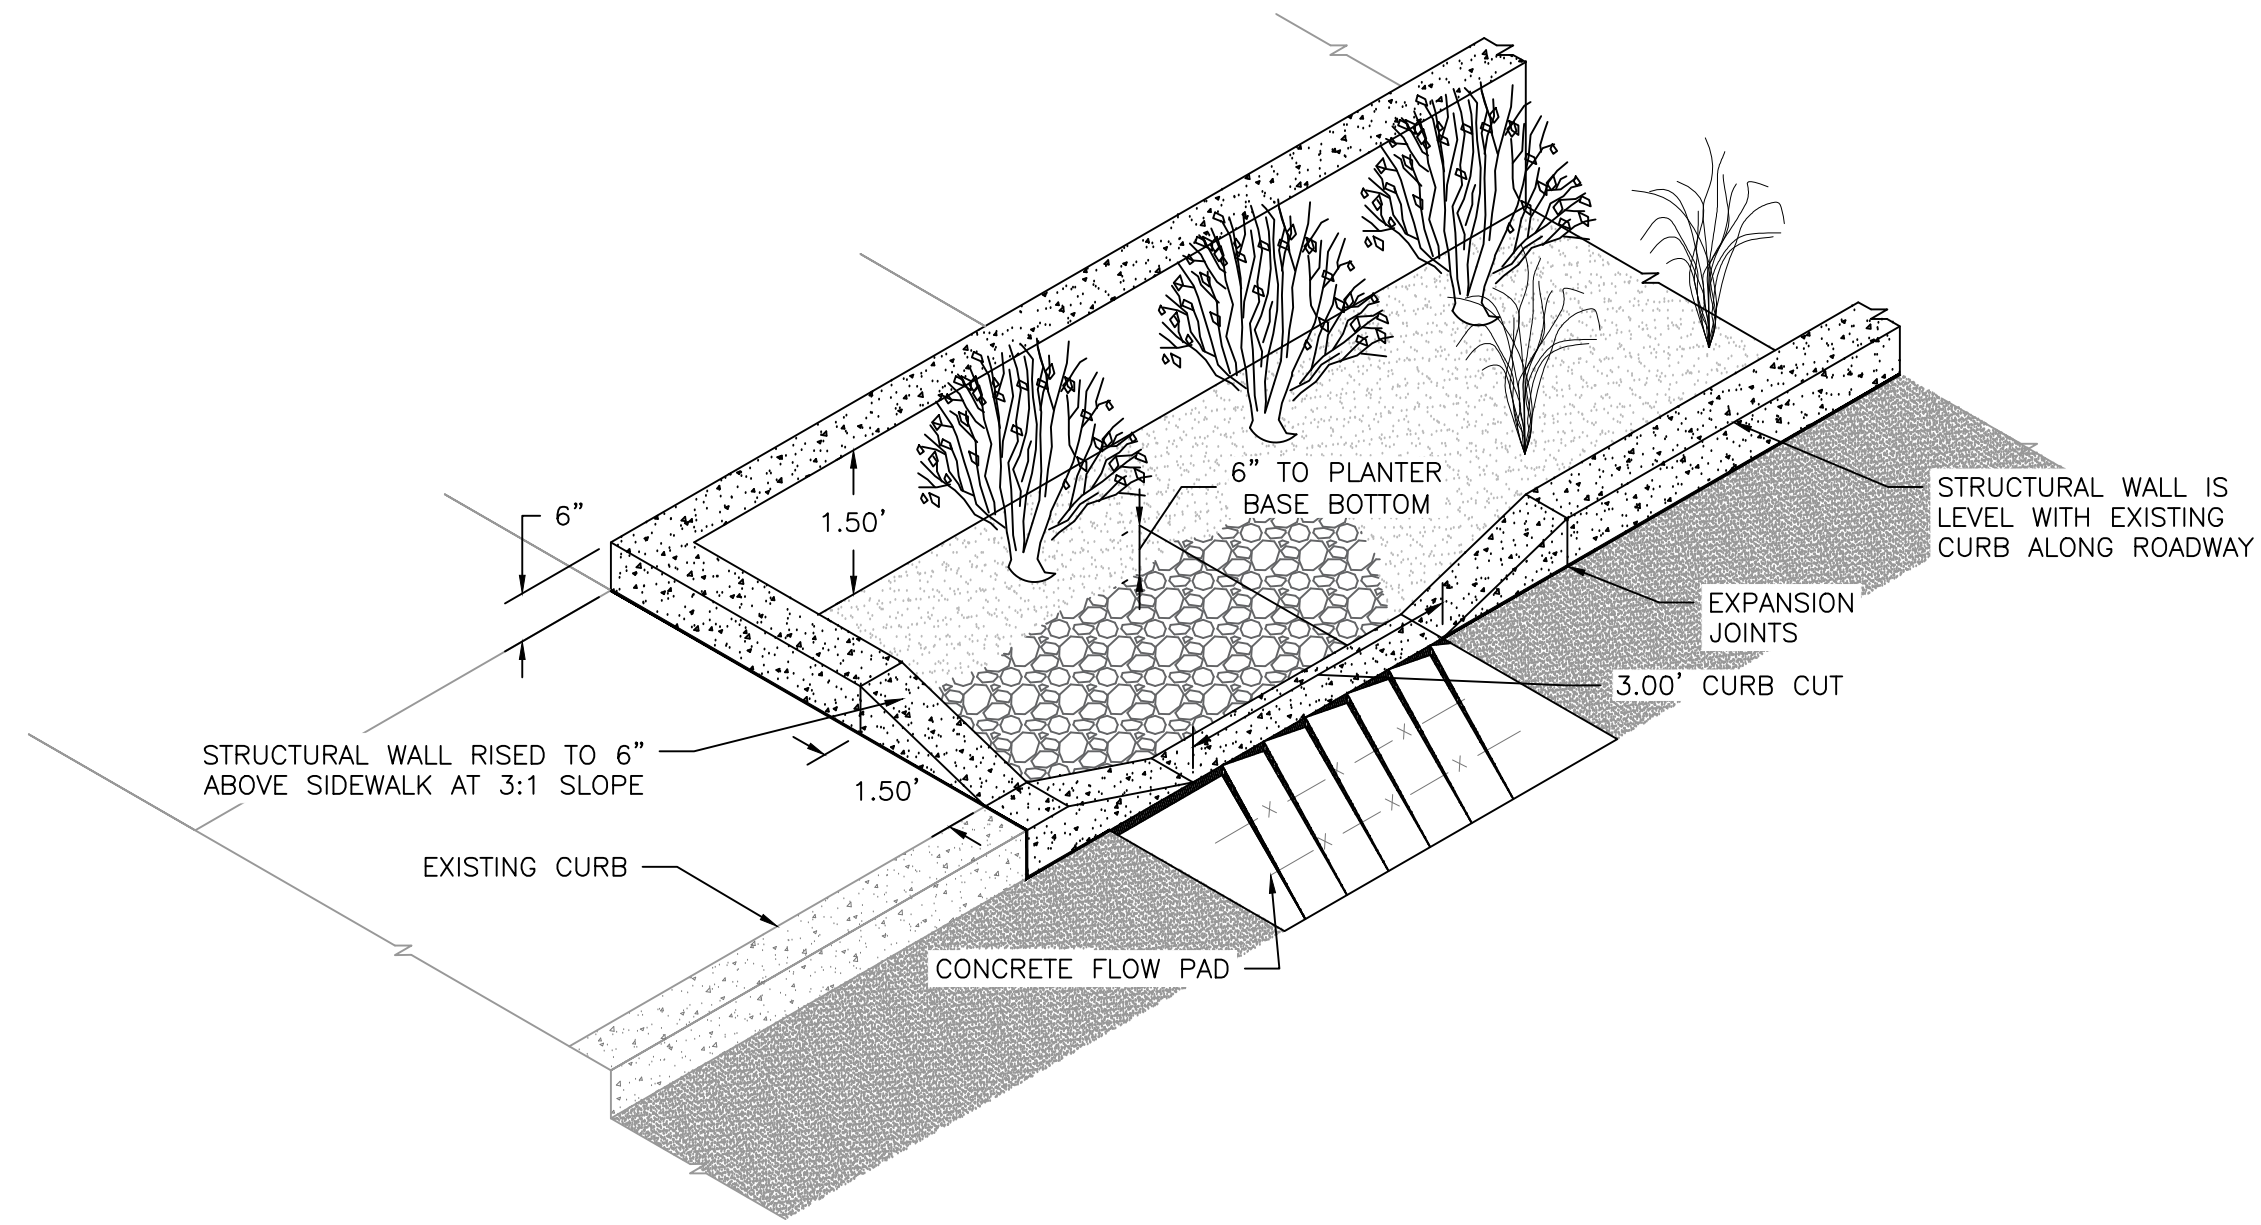 6" TO PLANTER
BASE BOTTOM
6"
1.50'
STRUCTURAL WALL IS
LEVEL WITH EXISTING
CURB ALONG ROADWAY
EXPANSION
JOINTS
3.00' CURB CUT
STRUCTURAL WALL RISED TO 6"
ABOVE SIDEWALK AT 3:1 SLOPE
1.50'
EXISTING CURB
CONCRETE FLOW PAD